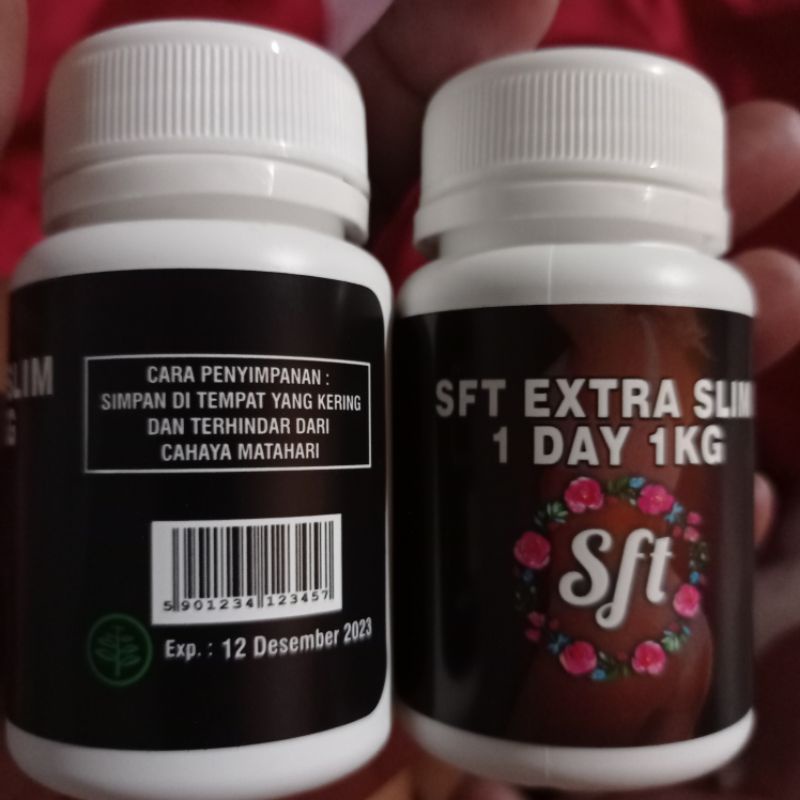 SLIM
G
CARA PENYIMPANAN :
SIMPAN DI TEMPAT YANG KERING
DAN TERHINDAR DARI
CAHAYA MATAHARI
5 901234 123457
Exp. : 12 Desember 2023
SFT EXTRA SLIM
1 DAY 1KG
Sft